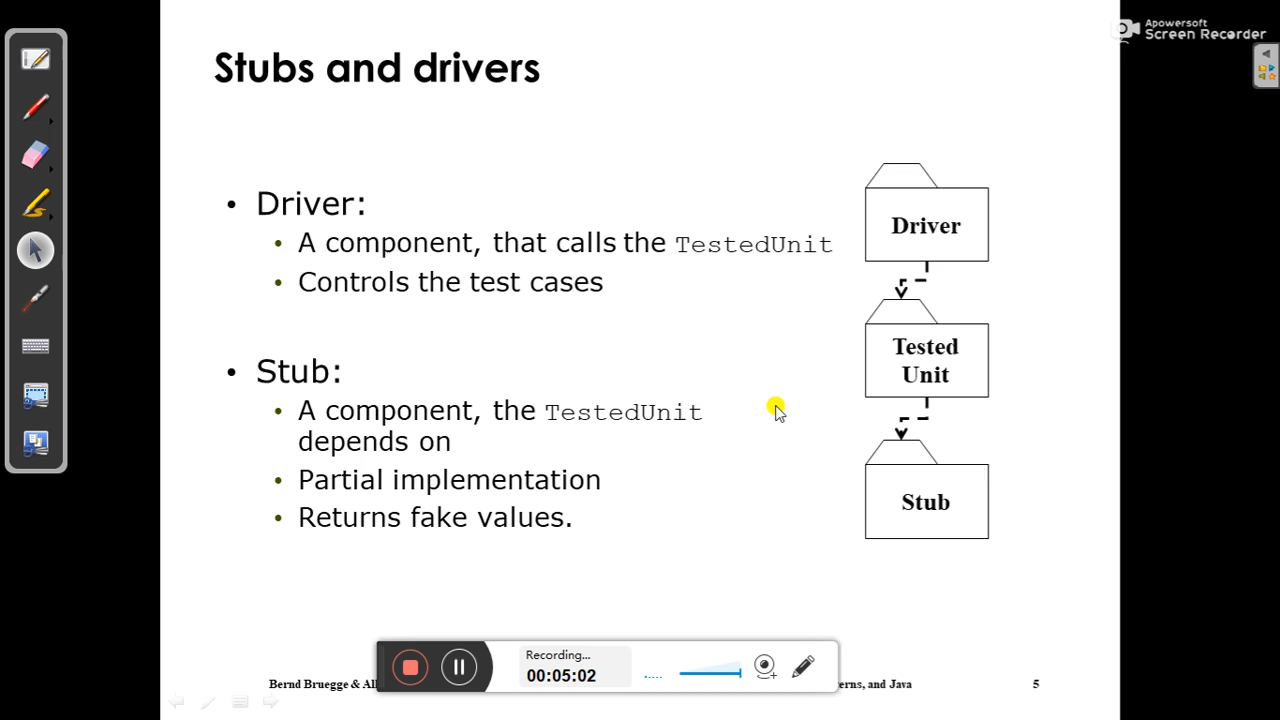 Apowersoft
Screen Recorder
Stubs and drivers
• Driver:
• A component, that calls the TestedUnit
• Controls the test cases
• Stub:
• A component, the TestedUnit
depends on
• Partial implementation
• Returns fake values.
Driver
Tested
Unit
Stub
Recording...
00:05:02
Bernd Bruegge & and Java 5